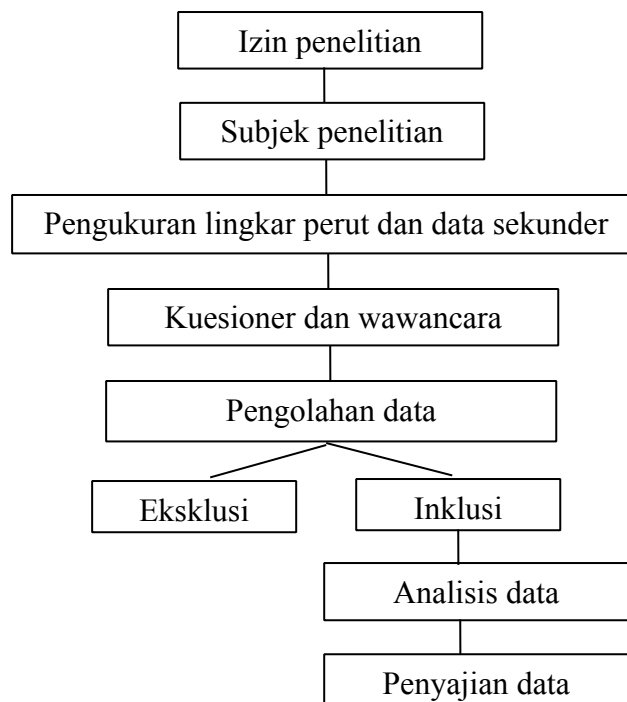 Izin penelitian
Subjek penelitian
Pengukuran lingkar perut dan data sekunder
Kuesioner dan wawancara
Pengolahan data
Eksklusi
Inklusi
Analisis data
Penyajian data